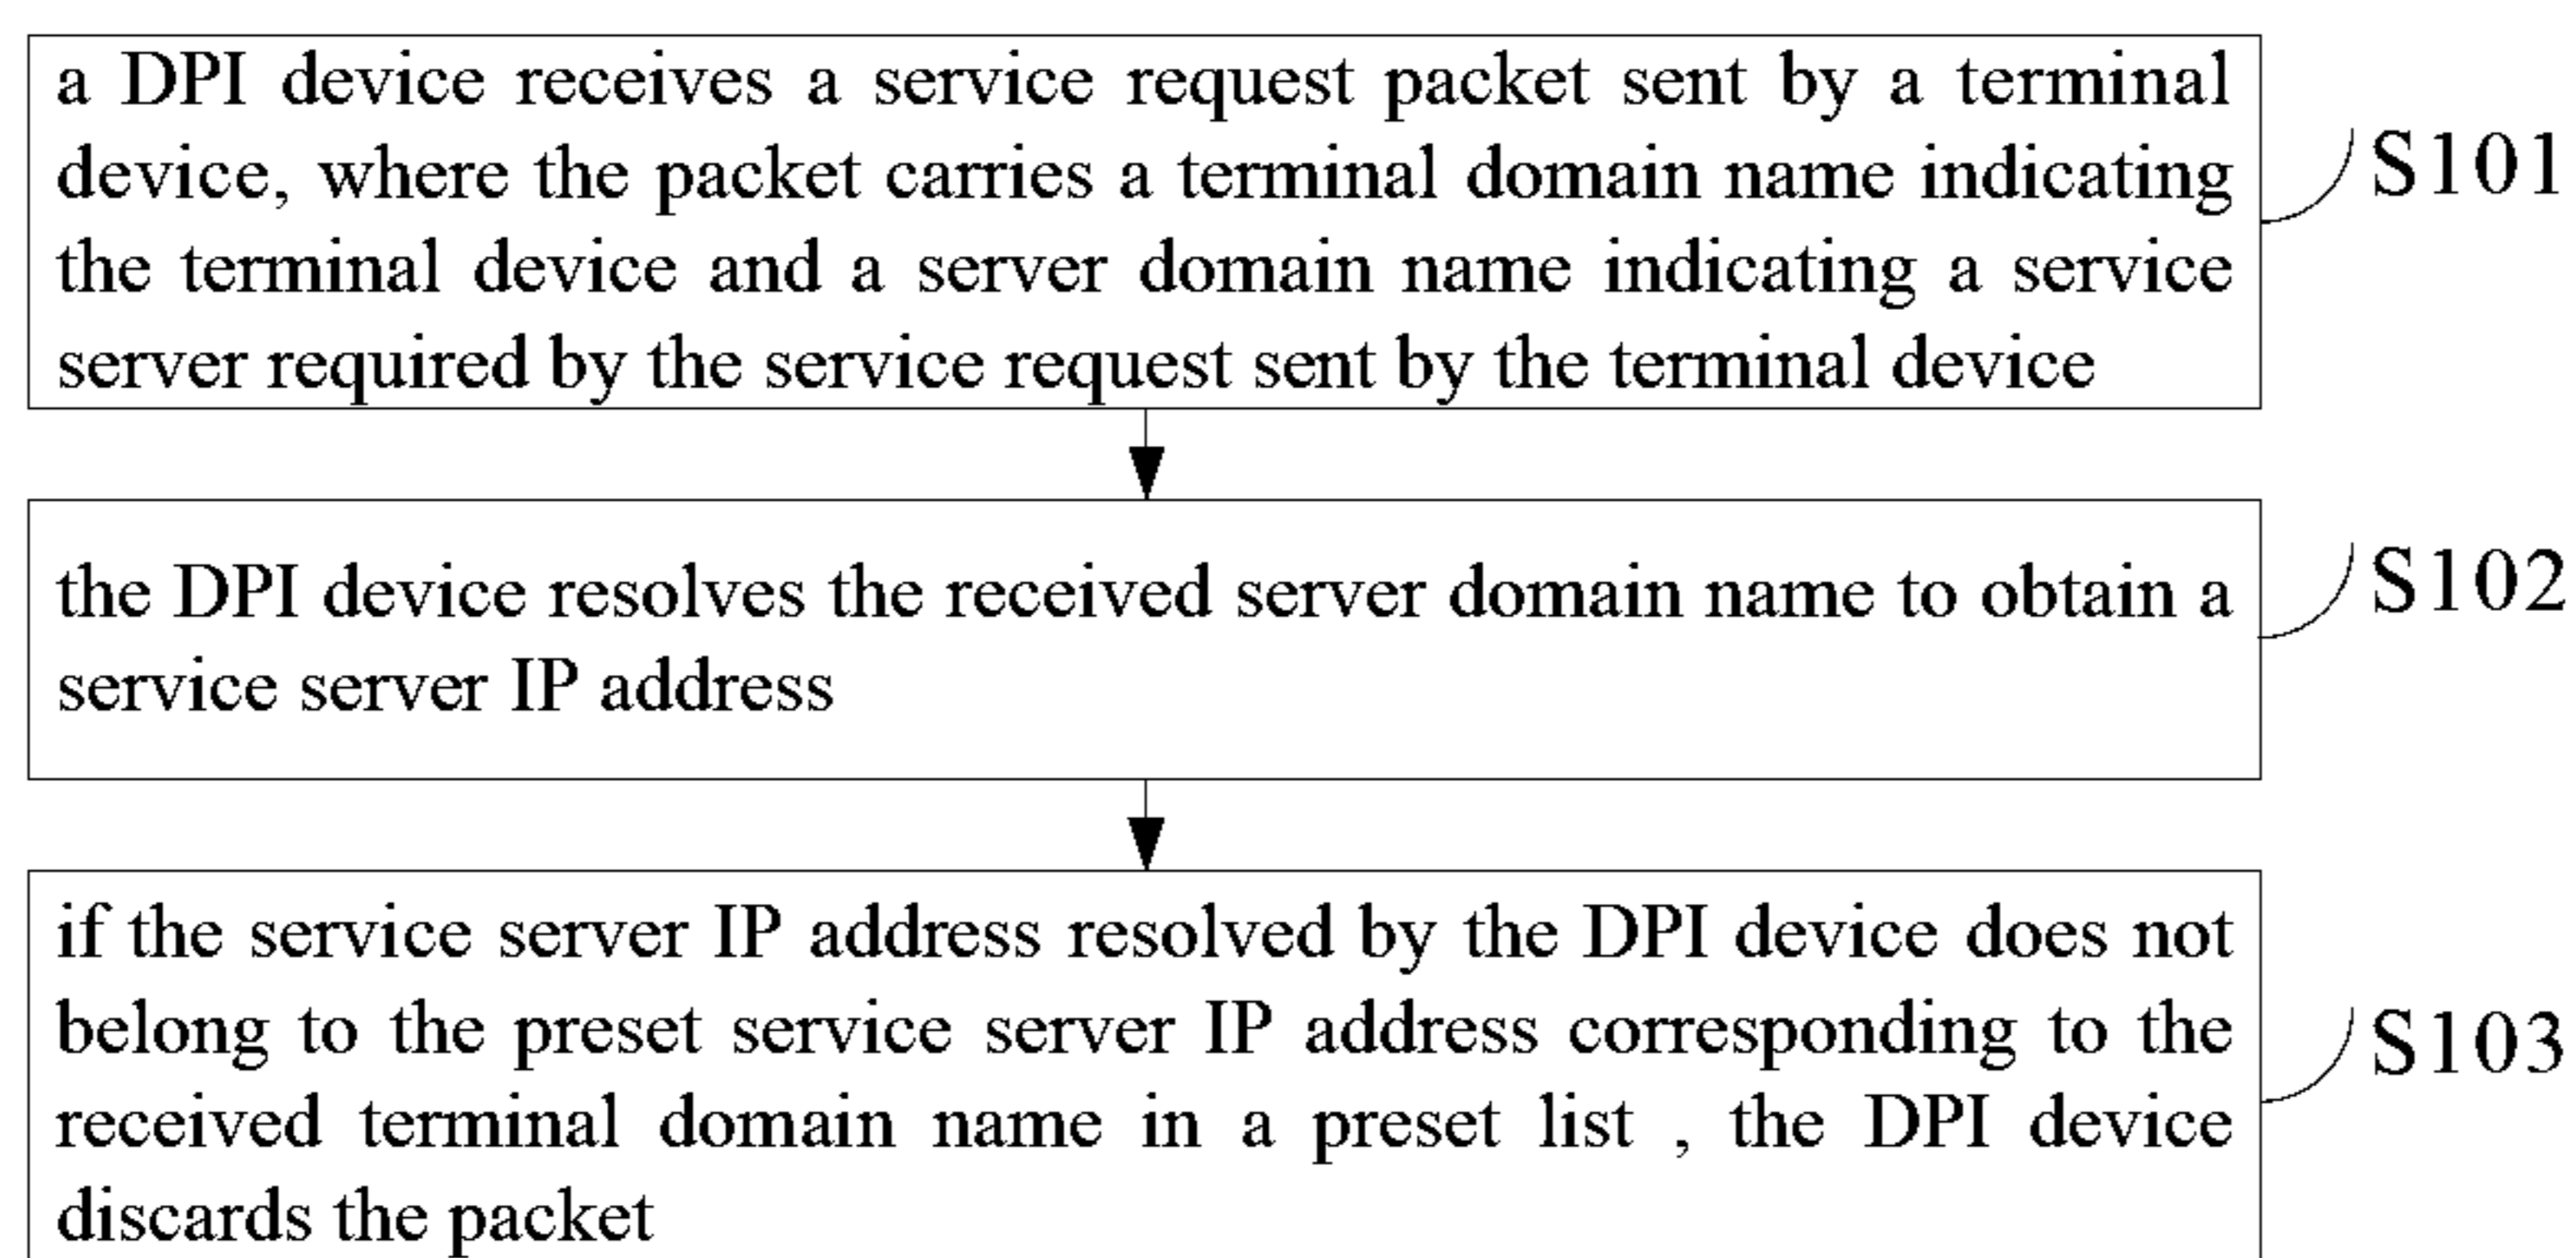 a DPI device receives a service request packet sent by a terminal
device, where the packet carries a terminal domain name indicating
the terminal device and a server domain name indicating a service
server required by the service request sent by the terminal device
S101
the DPI device resolves the received server domain name to obtain a
service server IP address
S102
if the service server IP address resolved by the DPI device does not
belong to the preset service server IP address corresponding to the
received terminal domain name in a preset list , the DPI device
discards the packet
S103